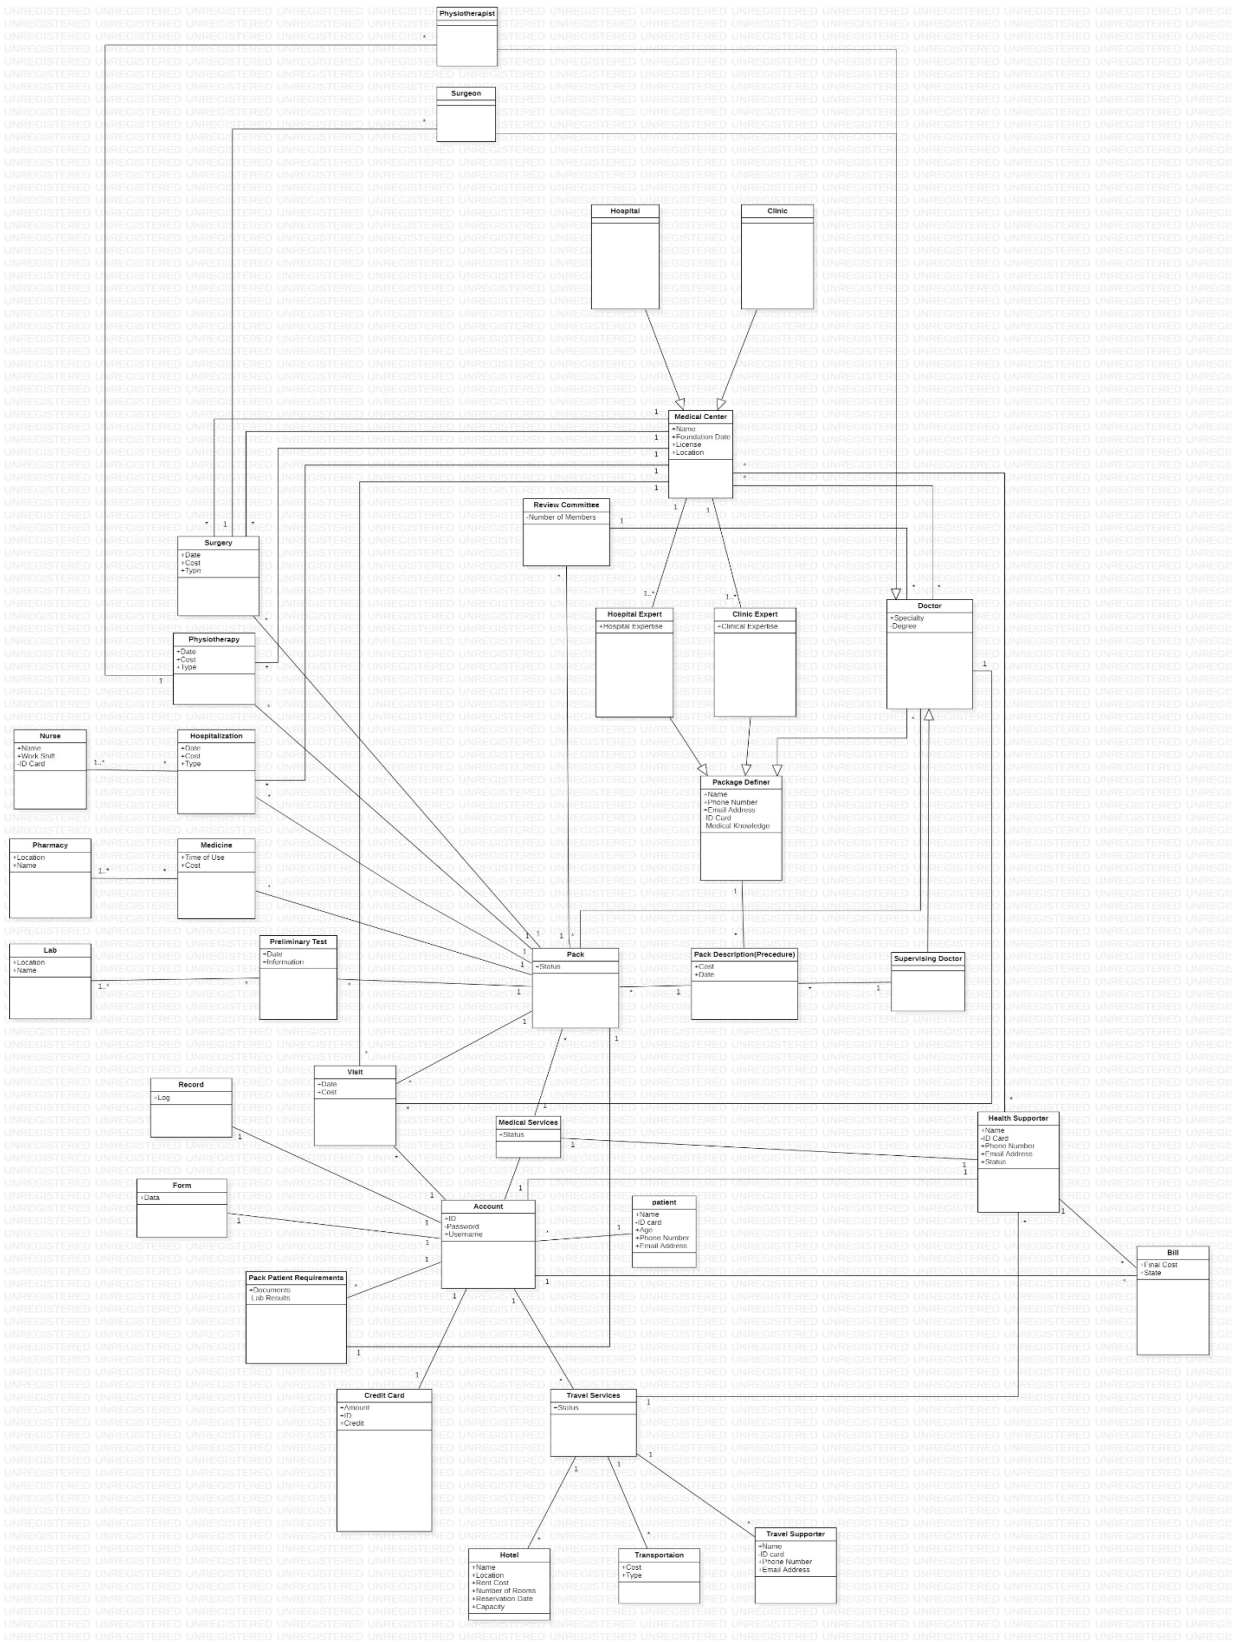 Physiotherapist
Surgeon
Hospital
Clinic
Medical Center
+Name
+Foundation Date
+License
+Location
Review Committee
-Number of Members
Surgery
+Date
+Cost
+Type
Hospital Expert
+Hospital Expertise
Clinic Expert
+Clinical Expertise
Doctor
+Specialty
-Degree
Physiotherapy
+Date
+Cost
+Type
Nurse
+Name
+Work Shift
-ID Card
Hospitalization
+Date
+Cost
+Type
Package Definer
+Name
+Phone Number
+Email Address
-ID Card
-Medical Knowledge
Pharmacy
+Location
+Name
Medicine
+Time of Use
+Cost
Lab
+Location
+Name
Preliminary Test
+Date
+Information
Pack
+Status
Pack Description(Precedure)
+Cost
+Date
Supervising Doctor
Visit
+Date
+Cost
Record
+Log
Medical Services
+Status
Health Supporter
+Name
-ID Card
+Phone Number
+Email Address
+Status
Form
+Data
Account
+ID
-Password
+Username
patient
+Name
-ID card
+Age
+Phone Number
+Email Address
Bill
+Final Cost
+State
Pack Patient Requirements
+Documents
-Lab Results
Credit Card
+Amount
+ID
+Credit
Travel Services
+Status
Hotel
+Name
+Location
+Rent Cost
+Number of Rooms
+Reservation Date
+Capacity
Transportaion
+Cost
+Type
Travel Supporter
+Name
-ID card
+Phone Number
+Email Address